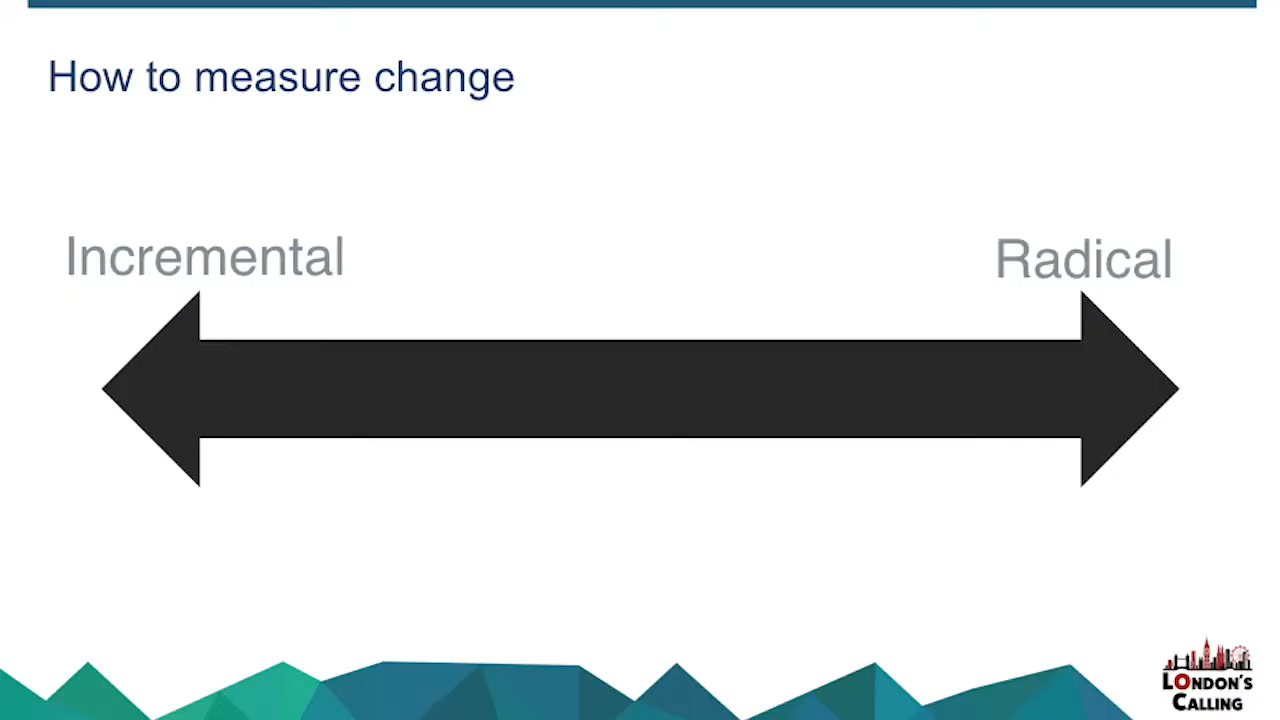 How to measure change
Incremental
Radical
LONDON'S
CALLING